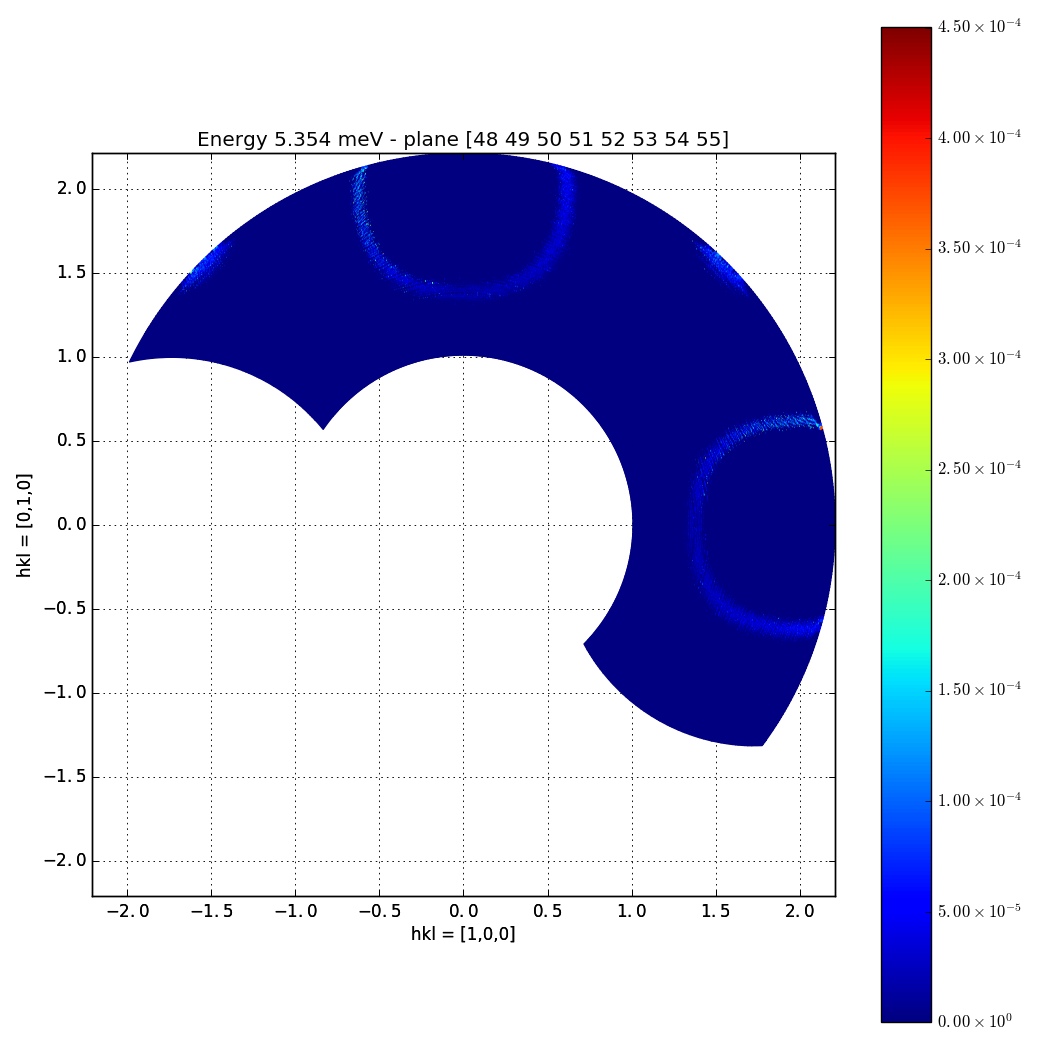 Energy 5.354 meV - plane [48 49 50 51 52 53 54 55]
2.0
1.5
1.0
0.5
0.0
−0.5
−1.0
−1.5
−2.0
hkl = [0,1,0]
−2.0 −1.5 −1.0 −0.5 0.0 0.5 1.0 1.5 2.0
hkl = [1,0,0]
4.50 × 10⁻⁴
4.00 × 10⁻⁴
3.50 × 10⁻⁴
3.00 × 10⁻⁴
2.50 × 10⁻⁴
2.00 × 10⁻⁴
1.50 × 10⁻⁴
1.00 × 10⁻⁴
5.00 × 10⁻⁵
0.00 × 10⁰